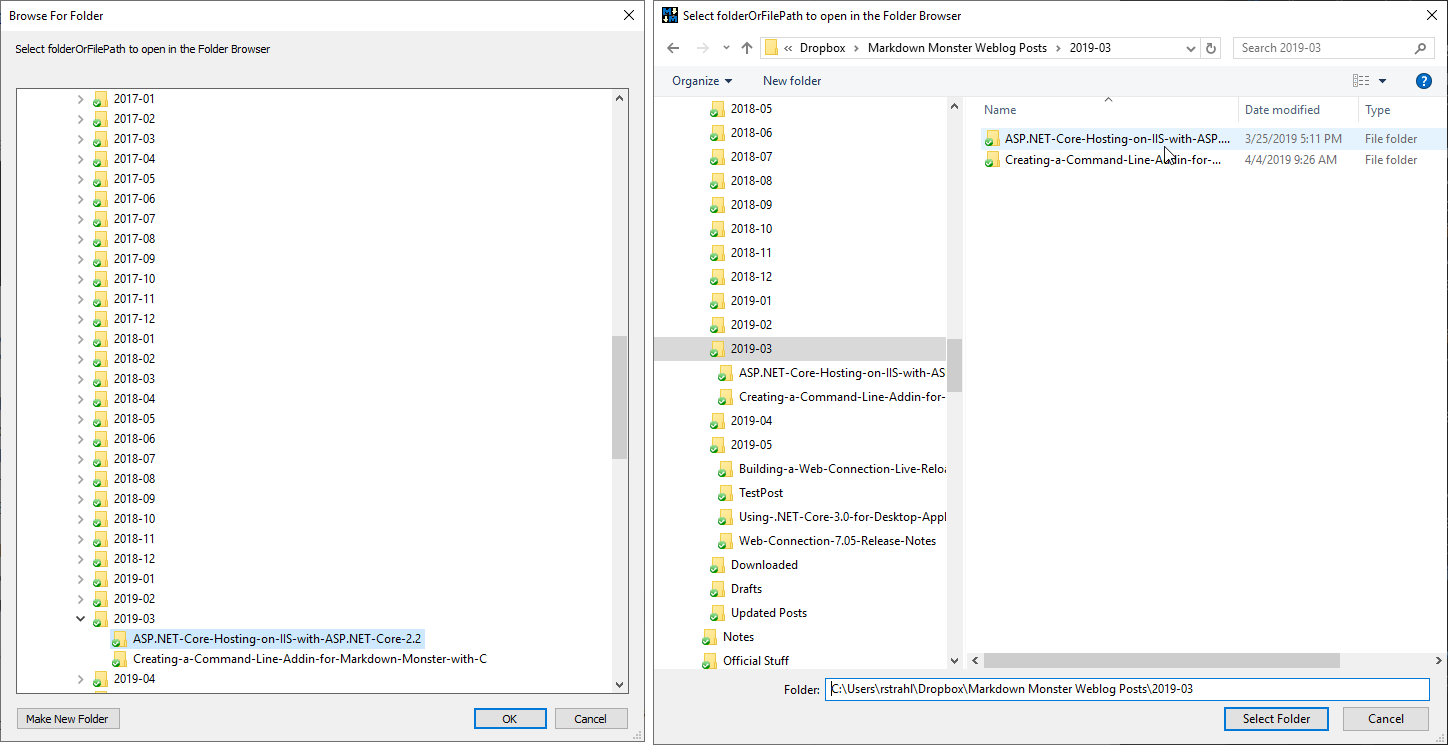 Browse For Folder
Select folderOrFilePath to open in the Folder Browser
2017-01
2017-02
2017-03
2017-04
2017-05
2017-06
2017-07
2017-08
2017-09
2017-10
2017-11
2017-12
2018-01
2018-02
2018-03
2018-04
2018-05
2018-06
2018-07
2018-08
2018-09
2018-10
2018-11
2018-12
2019-01
2019-02
2019-03
ASP.NET-Core-Hosting-on-IIS-with-ASP.NET-Core-2.2
Creating-a-Command-Line-Addin-for-Markdown-Monster-with-C
2019-04
Make New Folder
OK
Cancel
Select folderOrFilePath to open in the Folder Browser
« Dropbox > Markdown Monster Weblog Posts > 2019-03
Search 2019-03
Organize
New folder
?
2018-05
2018-06
2018-07
2018-08
2018-09
2018-10
2018-11
2018-12
2019-01
2019-02
2019-03
ASP.NET-Core-Hosting-on-IIS-with-AS
Creating-a-Command-Line-Addin-for-
2019-04
2019-05
Building-a-Web-Connection-Live-Reloa
TestPost
Using-.NET-Core-3.0-for-Desktop-Appl
Web-Connection-7.05-Release-Notes
Downloaded
Drafts
Updated Posts
Notes
Official Stuff
Name Date modified Type
ASP.NET-Core-Hosting-on-IIS-with-ASP.... 3/25/2019 5:11 PM File folder
Creating-a-Command-Line-Addin-for-... 4/4/2019 9:26 AM File folder
Folder: C:\Users\rstrahl\Dropbox\Markdown Monster Weblog Posts\2019-03
Select Folder
Cancel